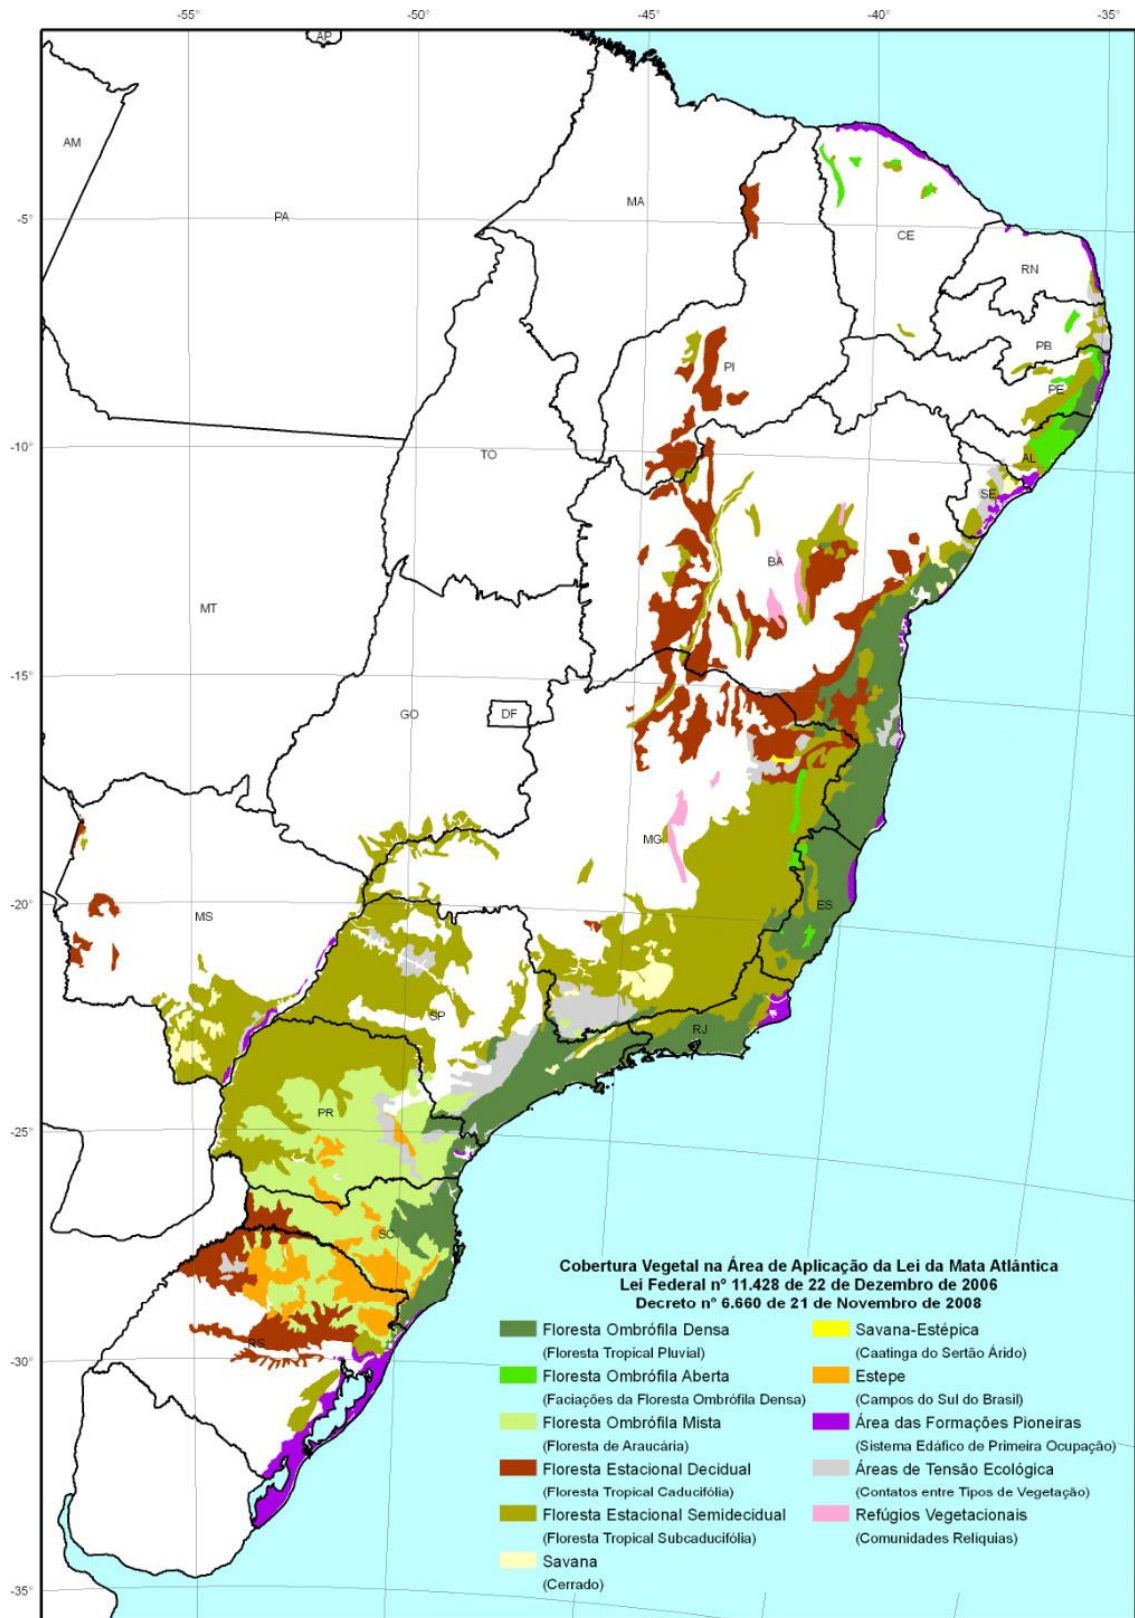 -55° -50° -45° -40° -35°
AP
AM
-5°
PA
MA
CE
RN
PB
PI
PE
-10°
TO
AL
SE
BA
MT
-15°
GO
DF
MG
-20°
MS
ES
SP
RJ
PR
-25°
SC
RS
-30°
-35°
Cobertura Vegetal na Área de Aplicação da Lei da Mata Atlântica
Lei Federal nº 11.428 de 22 de Dezembro de 2006
Decreto nº 6.660 de 21 de Novembro de 2008
Floresta Ombrófila Densa
(Floresta Tropical Pluvial)
Floresta Ombrófila Aberta
(Faciações da Floresta Ombrófila Densa)
Floresta Ombrófila Mista
(Floresta de Araucária)
Floresta Estacional Decidual
(Floresta Tropical Caducifólia)
Floresta Estacional Semidecidual
(Floresta Tropical Subcaducifólia)
Savana
(Cerrado)
Savana-Estépica
(Caatinga do Sertão Árido)
Estepe
(Campos do Sul do Brasil)
Área das Formações Pioneiras
(Sistema Edáfico de Primeira Ocupação)
Áreas de Tensão Ecológica
(Contatos entre Tipos de Vegetação)
Refúgios Vegetacionais
(Comunidades Relíquias)